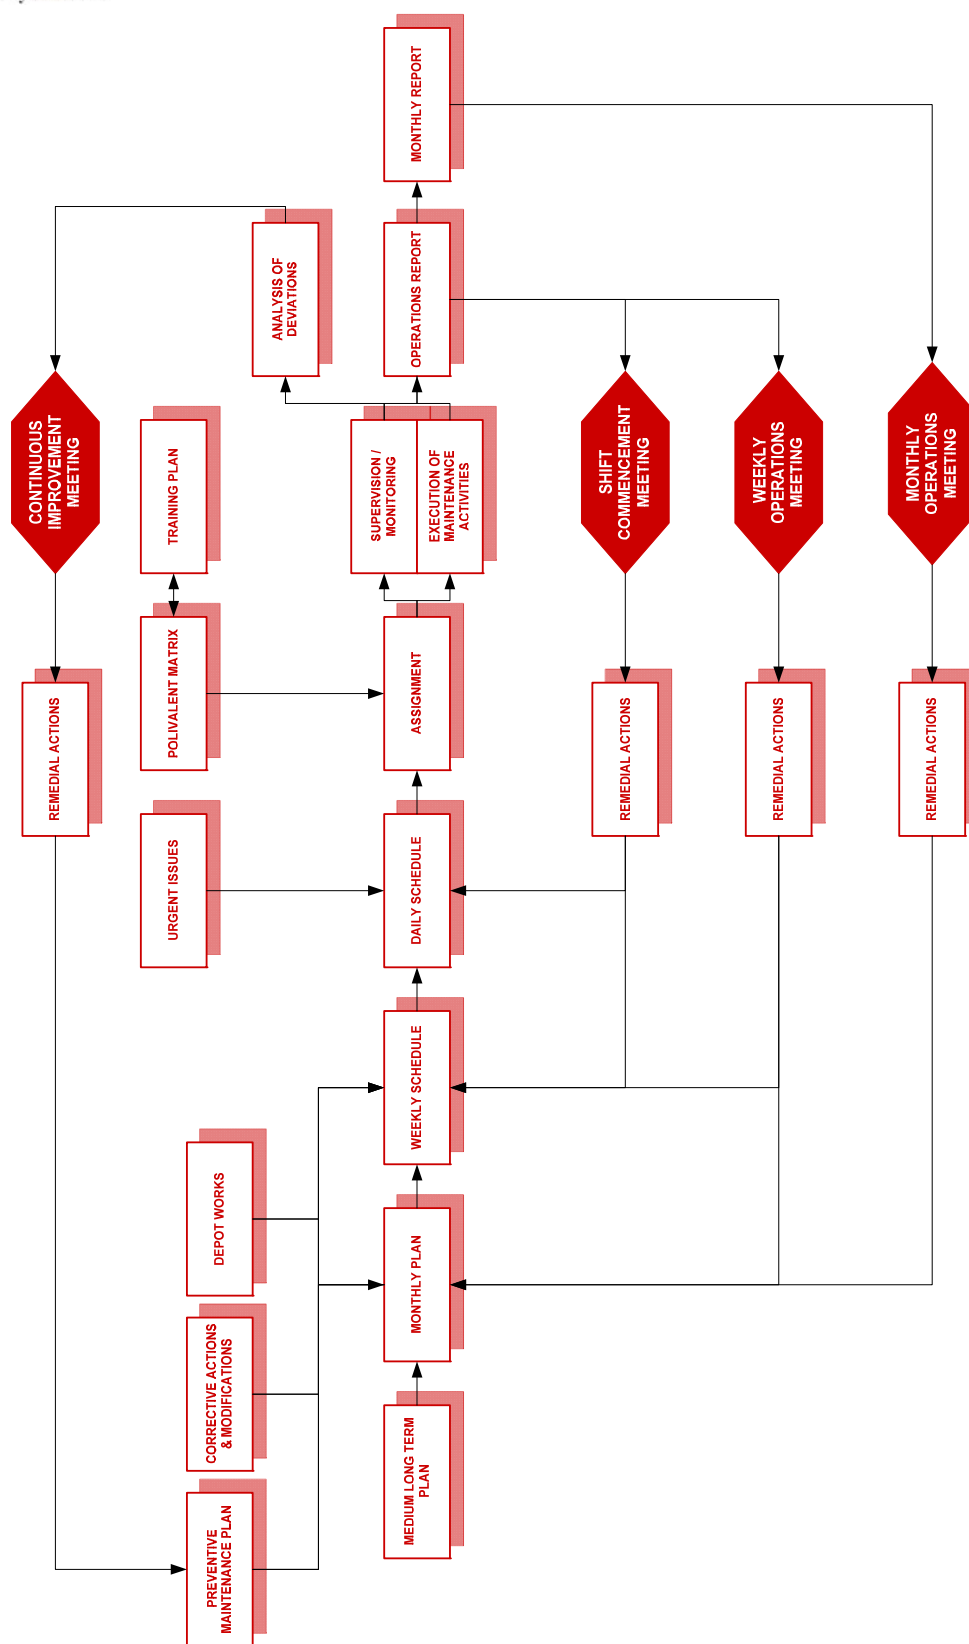 CONTINUOUS
IMPROVEMENT
MEETING
REMEDIAL ACTIONS
PREVENTIVE
MAINTENANCE PLAN
CORRECTIVE ACTIONS
& MODIFICATIONS
DEPOT WORKS
URGENT ISSUES
POLIVALENT MATRIX
TRAINING PLAN
ANALYSIS OF
DEVIATIONS
MEDIUM LONG TERM
PLAN
MONTHLY PLAN
WEEKLY SCHEDULE
DAILY SCHEDULE
ASSIGNMENT
SUPERVISION /
MONITORING
EXECUTION OF
MAINTENANCE
ACTIVITIES
OPERATIONS REPORT
MONTHLY REPORT
REMEDIAL ACTIONS
SHIFT
COMMENCEMENT
MEETING
REMEDIAL ACTIONS
WEEKLY
OPERATIONS
MEETING
REMEDIAL ACTIONS
MONTHLY
OPERATIONS
MEETING